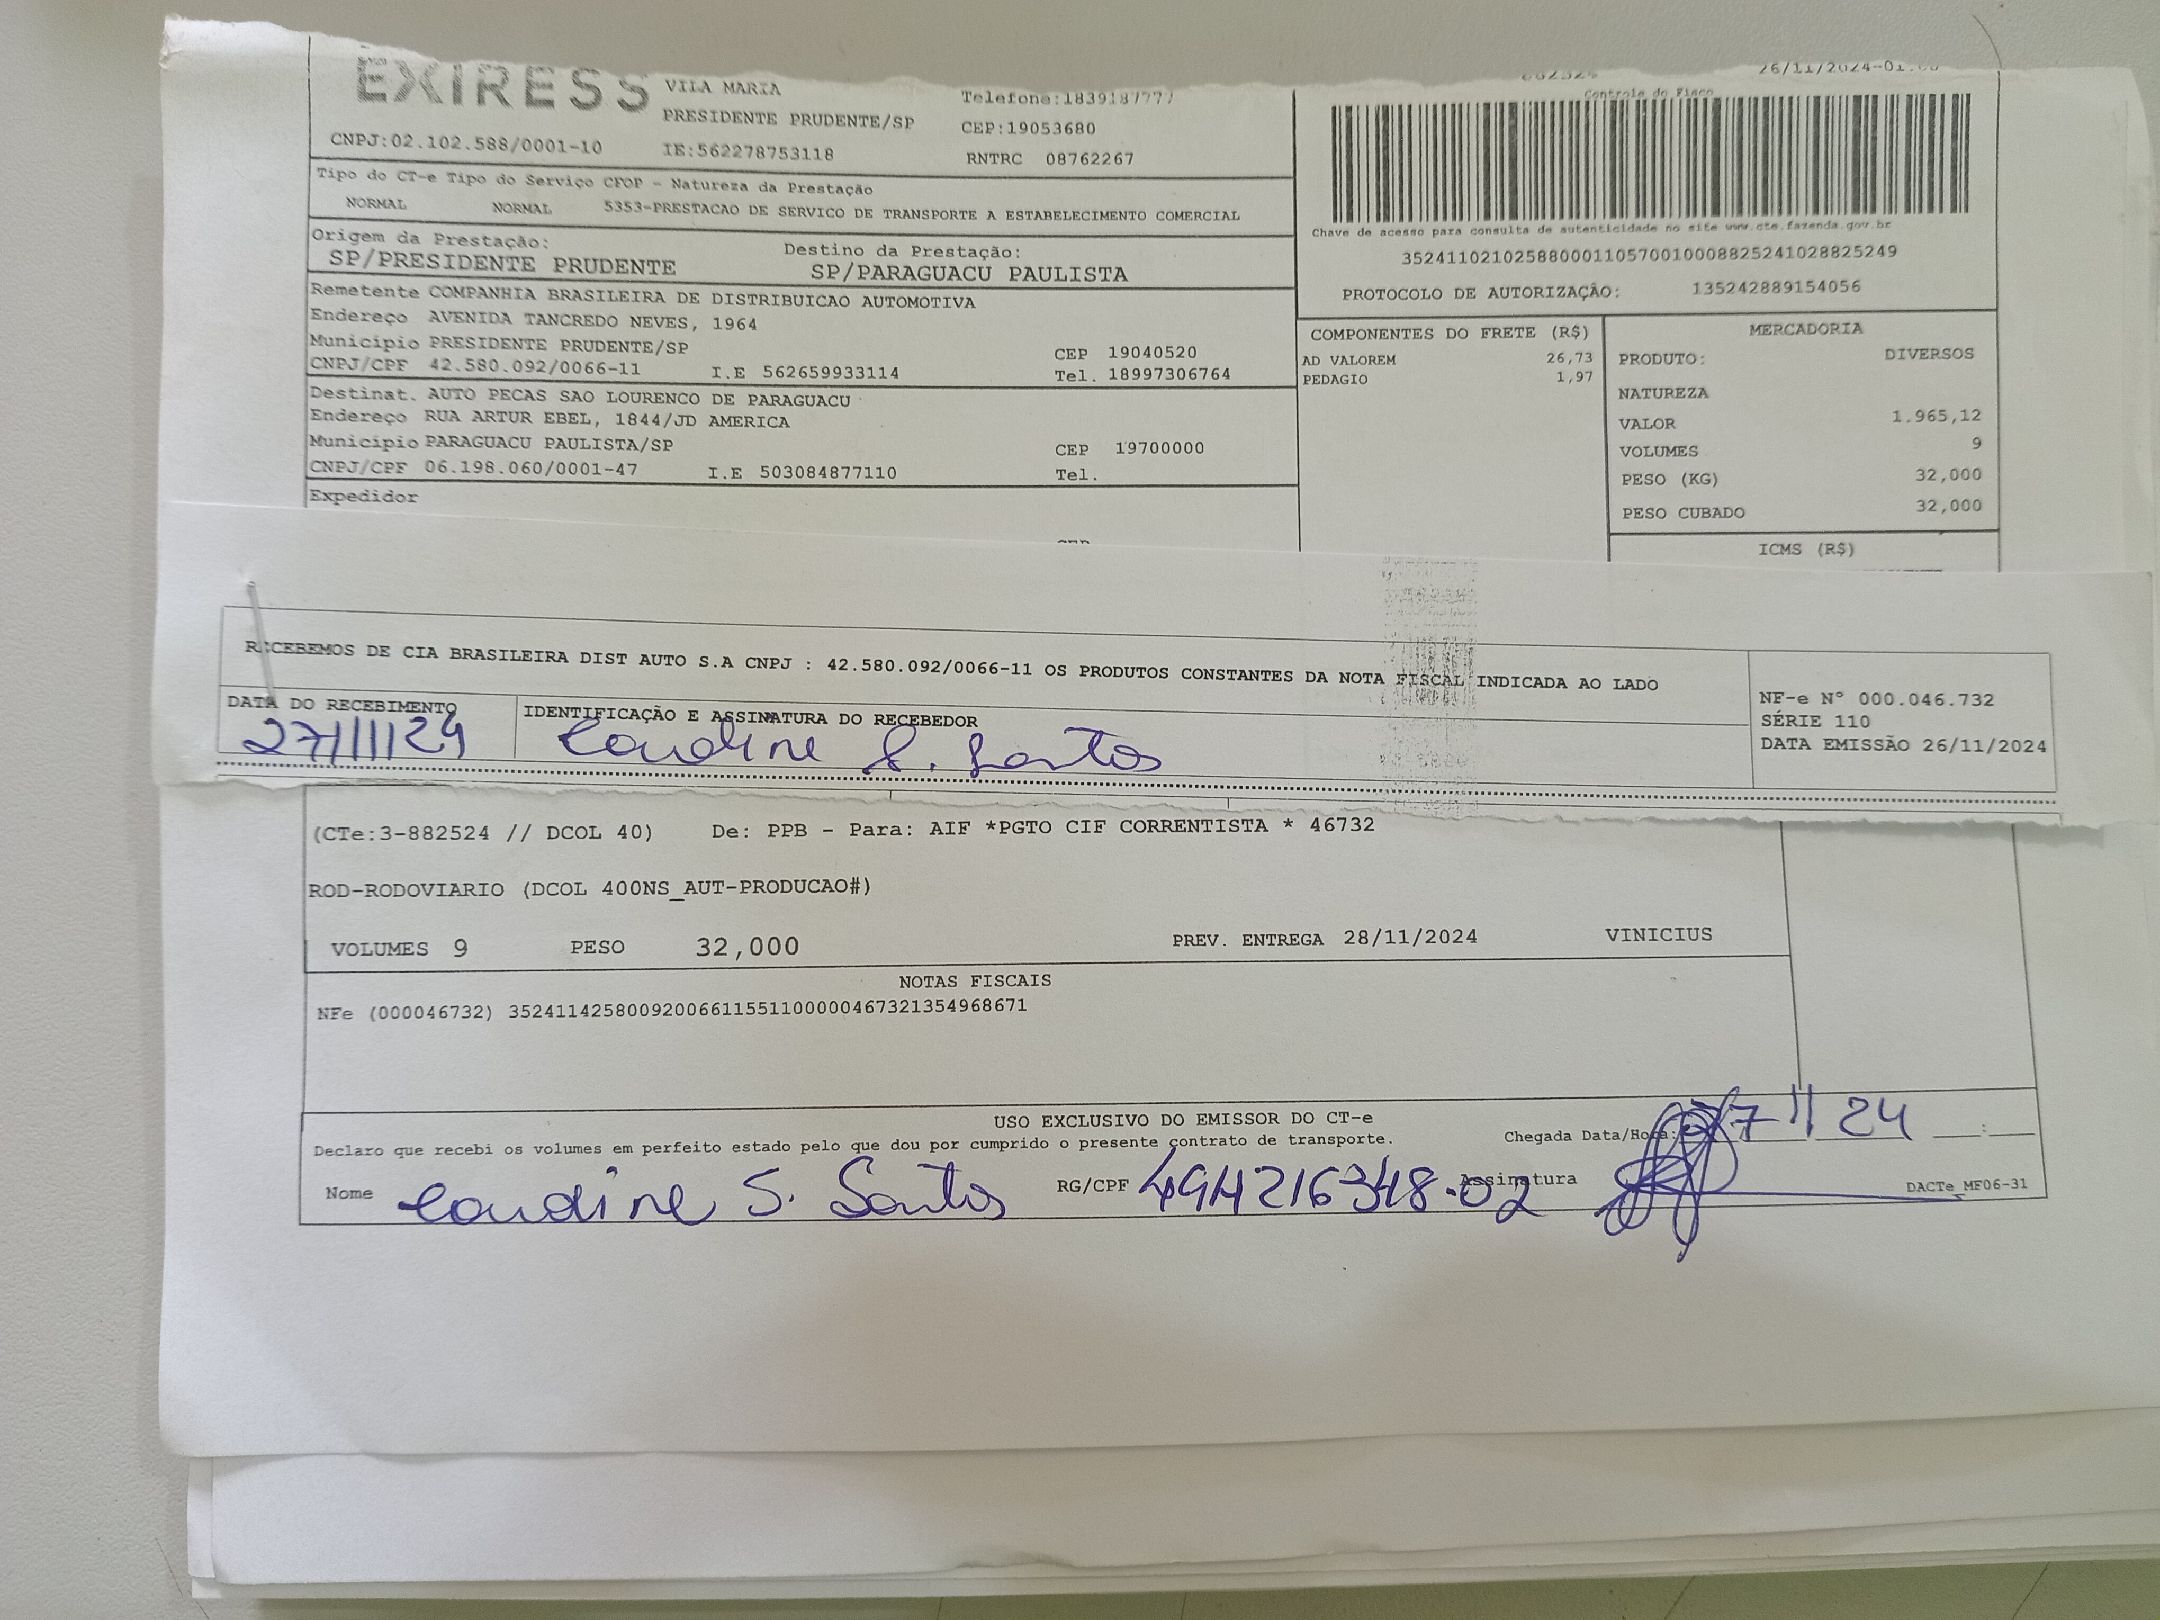 EXPRESS VILA MARIA
Telefone:1839187777
PRESIDENTE PRUDENTE/SP
CEP:19053680
CNPJ:02.102.588/0001-10 IE:562278753118 RNTRC 08762267
882524 26/11/2024-01:
Controle do Fisco
Tipo do CT-e Tipo do Serviço CFOP - Natureza da Prestação
NORMAL NORMAL 5353-PRESTACAO DE SERVICO DE TRANSPORTE A ESTABELECIMENTO COMERCIAL
Origem da Prestação: Destino da Prestação:
SP/PRESIDENTE PRUDENTE SP/PARAGUACU PAULISTA
Chave de acesso para consulta de autenticidade no site www.cte.fazenda.gov.br
35241102102588000110570010008825241028825249
PROTOCOLO DE AUTORIZAÇÃO: 135242889154056
Remetente COMPANHIA BRASILEIRA DE DISTRIBUICAO AUTOMOTIVA
Endereço AVENIDA TANCREDO NEVES, 1964
Município PRESIDENTE PRUDENTE/SP CEP 19040520
CNPJ/CPF 42.580.092/0066-11 I.E 562659933114 Tel. 18997306764
Destinat. AUTO PECAS SAO LOURENCO DE PARAGUACU
Endereço RUA ARTUR EBEL, 1844/JD AMERICA
Município PARAGUACU PAULISTA/SP CEP 19700000
CNPJ/CPF 06.198.060/0001-47 I.E 503084877110 Tel.
Expedidor
COMPONENTES DO FRETE (R$)
AD VALOREM 26,73
PEDAGIO 1,97
MERCADORIA
PRODUTO: DIVERSOS
NATUREZA
VALOR 1.965,12
VOLUMES 9
PESO (KG) 32,000
PESO CUBADO 32,000
ICMS (R$)
RECEBEMOS DE CIA BRASILEIRA DIST AUTO S.A CNPJ : 42.580.092/0066-11 OS PRODUTOS CONSTANTES DA NOTA FISCAL INDICADA AO LADO
DATA DO RECEBIMENTO IDENTIFICAÇÃO E ASSINATURA DO RECEBEDOR
27/11/24 Claudine S. Santos
NF-e N° 000.046.732
SÉRIE 110
DATA EMISSÃO 26/11/2024
(CTe:3-882524 // DCOL 40) De: PPB - Para: AIF *PGTO CIF CORRENTISTA * 46732
ROD-RODOVIARIO (DCOL 400NS_AUT-PRODUCAO#)
VOLUMES 9 PESO 32,000 PREV. ENTREGA 28/11/2024 VINICIUS
NOTAS FISCAIS
NFe (000046732) 35241142580092006611551100000467321354968671
USO EXCLUSIVO DO EMISSOR DO CT-e
Declaro que recebi os volumes em perfeito estado pelo que dou por cumprido o presente contrato de transporte. Chegada Data/Hora: 27 11 24 :
Nome Claudine S. Santos RG/CPF 494216348-02 Assinatura DACTe MF06-31